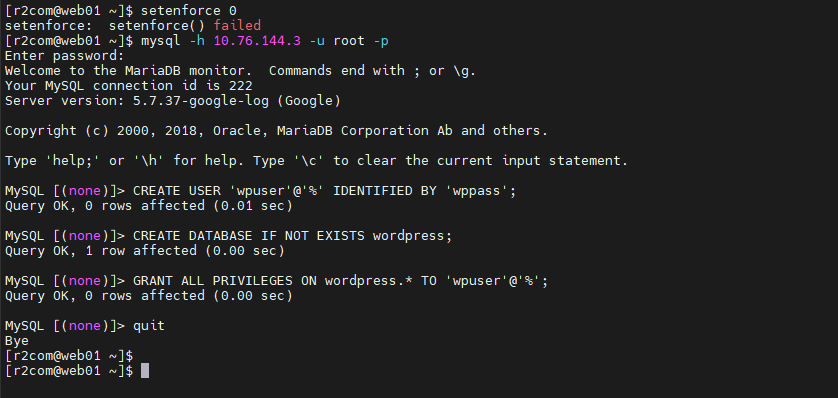 [r2com@web01 ~]$ setenforce 0
setenforce:  setenforce() failed
[r2com@web01 ~]$ mysql -h 10.76.144.3 -u root -p
Enter password:
Welcome to the MariaDB monitor.  Commands end with ; or \g.
Your MySQL connection id is 222
Server version: 5.7.37-google-log (Google)

Copyright (c) 2000, 2018, Oracle, MariaDB Corporation Ab and others.

Type 'help;' or '\h' for help. Type '\c' to clear the current input statement.

MySQL [(none)]> CREATE USER 'wpuser'@'%' IDENTIFIED BY 'wppass';
Query OK, 0 rows affected (0.01 sec)

MySQL [(none)]> CREATE DATABASE IF NOT EXISTS wordpress;
Query OK, 1 row affected (0.00 sec)

MySQL [(none)]> GRANT ALL PRIVILEGES ON wordpress.* TO 'wpuser'@'%';
Query OK, 0 rows affected (0.00 sec)

MySQL [(none)]> quit
Bye
[r2com@web01 ~]$
[r2com@web01 ~]$